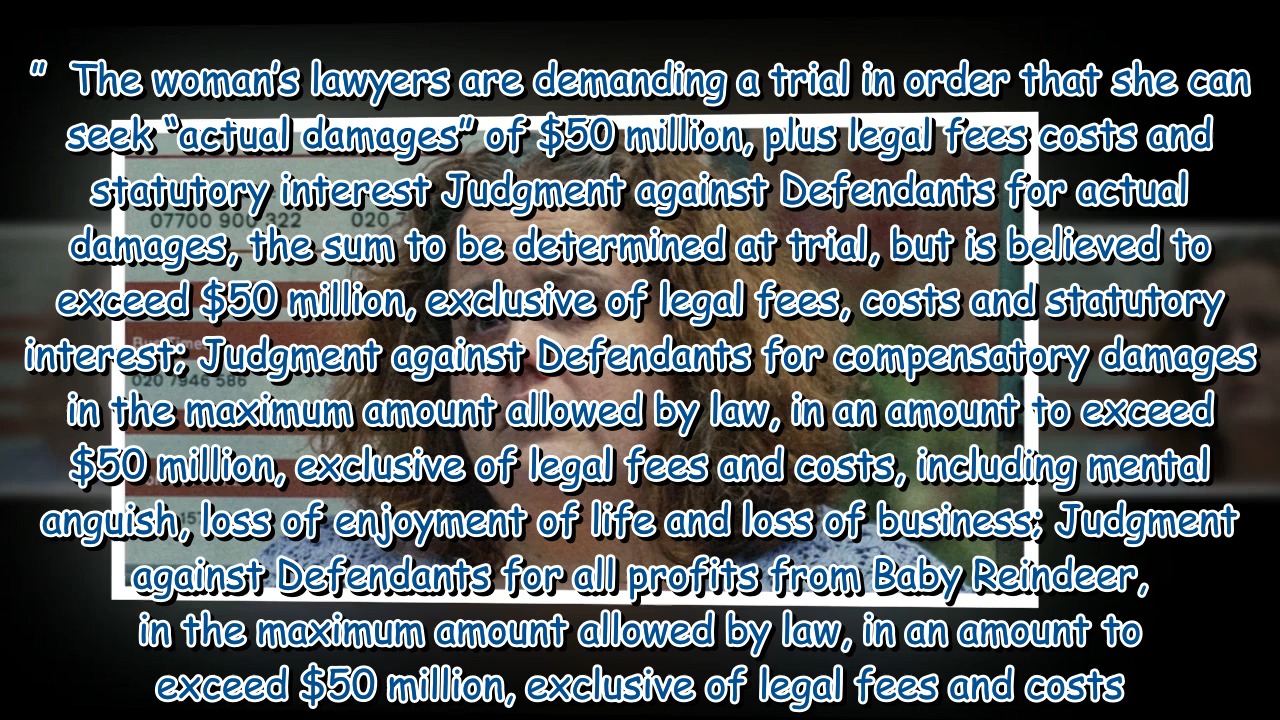 “ The woman’s lawyers are demanding a trial in order that she can
seek “actual damages” of $50 million, plus legal fees costs and
statutory interest Judgment against Defendants for actual
damages, the sum to be determined at trial, but is believed to
exceed $50 million, exclusive of legal fees, costs and statutory
interest; Judgment against Defendants for compensatory damages
in the maximum amount allowed by law, in an amount to exceed
$50 million, exclusive of legal fees and costs, including mental
anguish, loss of enjoyment of life and loss of business; Judgment
against Defendants for all profits from Baby Reindeer,
in the maximum amount allowed by law, in an amount to
exceed $50 million, exclusive of legal fees and costs
07700 900322
020 7946 586